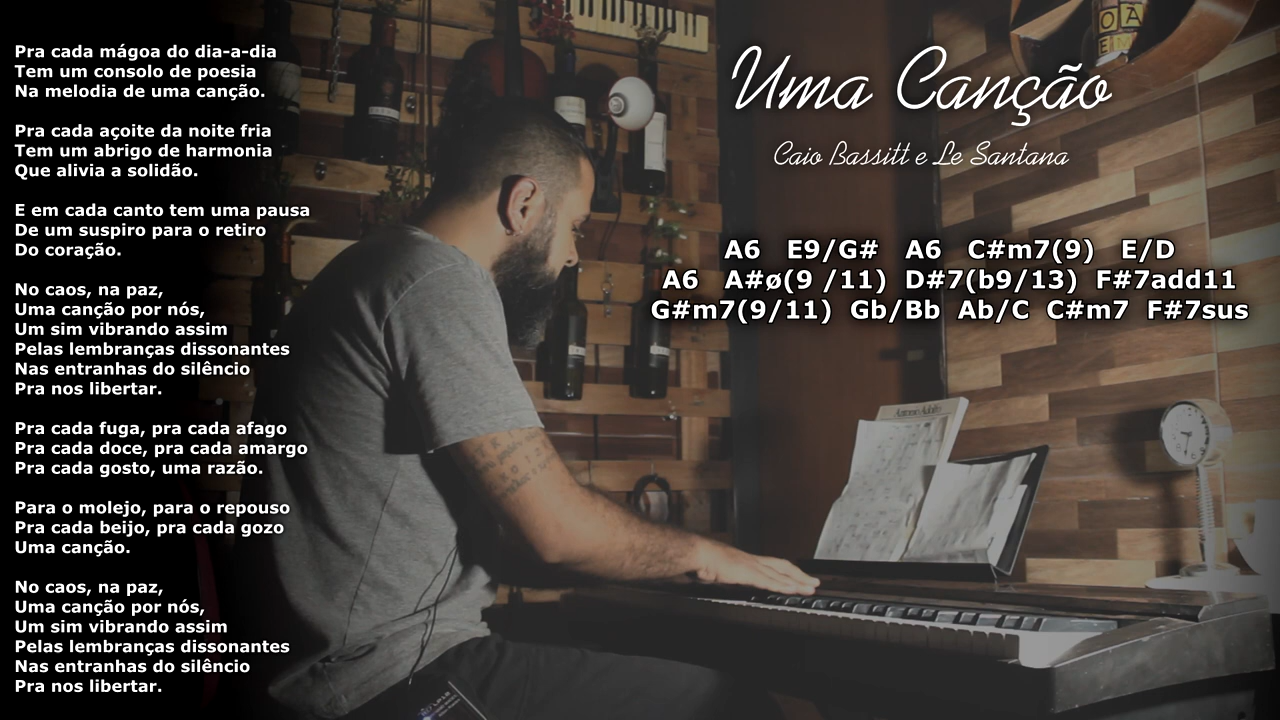 Pra cada mágoa do dia-a-dia
Tem um consolo de poesia
Na melodia de uma canção.
Pra cada açoite da noite fria
Tem um abrigo de harmonia
Que alivia a solidão.
E em cada canto tem uma pausa
De um suspiro para o retiro
Do coração.
No caos, na paz,
Uma canção por nós,
Um sim vibrando assim
Pelas lembranças dissonantes
Nas entranhas do silêncio
Pra nos libertar.
Pra cada fuga, pra cada afago
Pra cada doce, pra cada amargo
Pra cada gosto, uma razão.
Para o molejo, para o repouso
Pra cada beijo, pra cada gozo
Uma canção.
No caos, na paz,
Uma canção por nós,
Um sim vibrando assim
Pelas lembranças dissonantes
Nas entranhas do silêncio
Pra nos libertar.
Uma Canção
Caio Bassitt e Le Santana
A6 E9/G# A6 C#m7(9) E/D
A6 A#ø(9 /11) D#7(b9/13) F#7add11
G#m7(9/11) Gb/Bb Ab/C C#m7 F#7sus